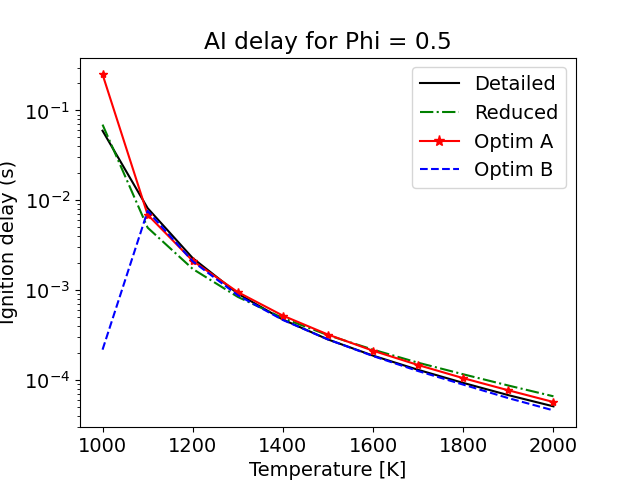 AI delay for Phi = 0.5
Ignition delay (s)
10⁻¹
10⁻²
10⁻³
10⁻⁴
Detailed
Reduced
Optim A
Optim B
1000 1200 1400 1600 1800 2000
Temperature [K]